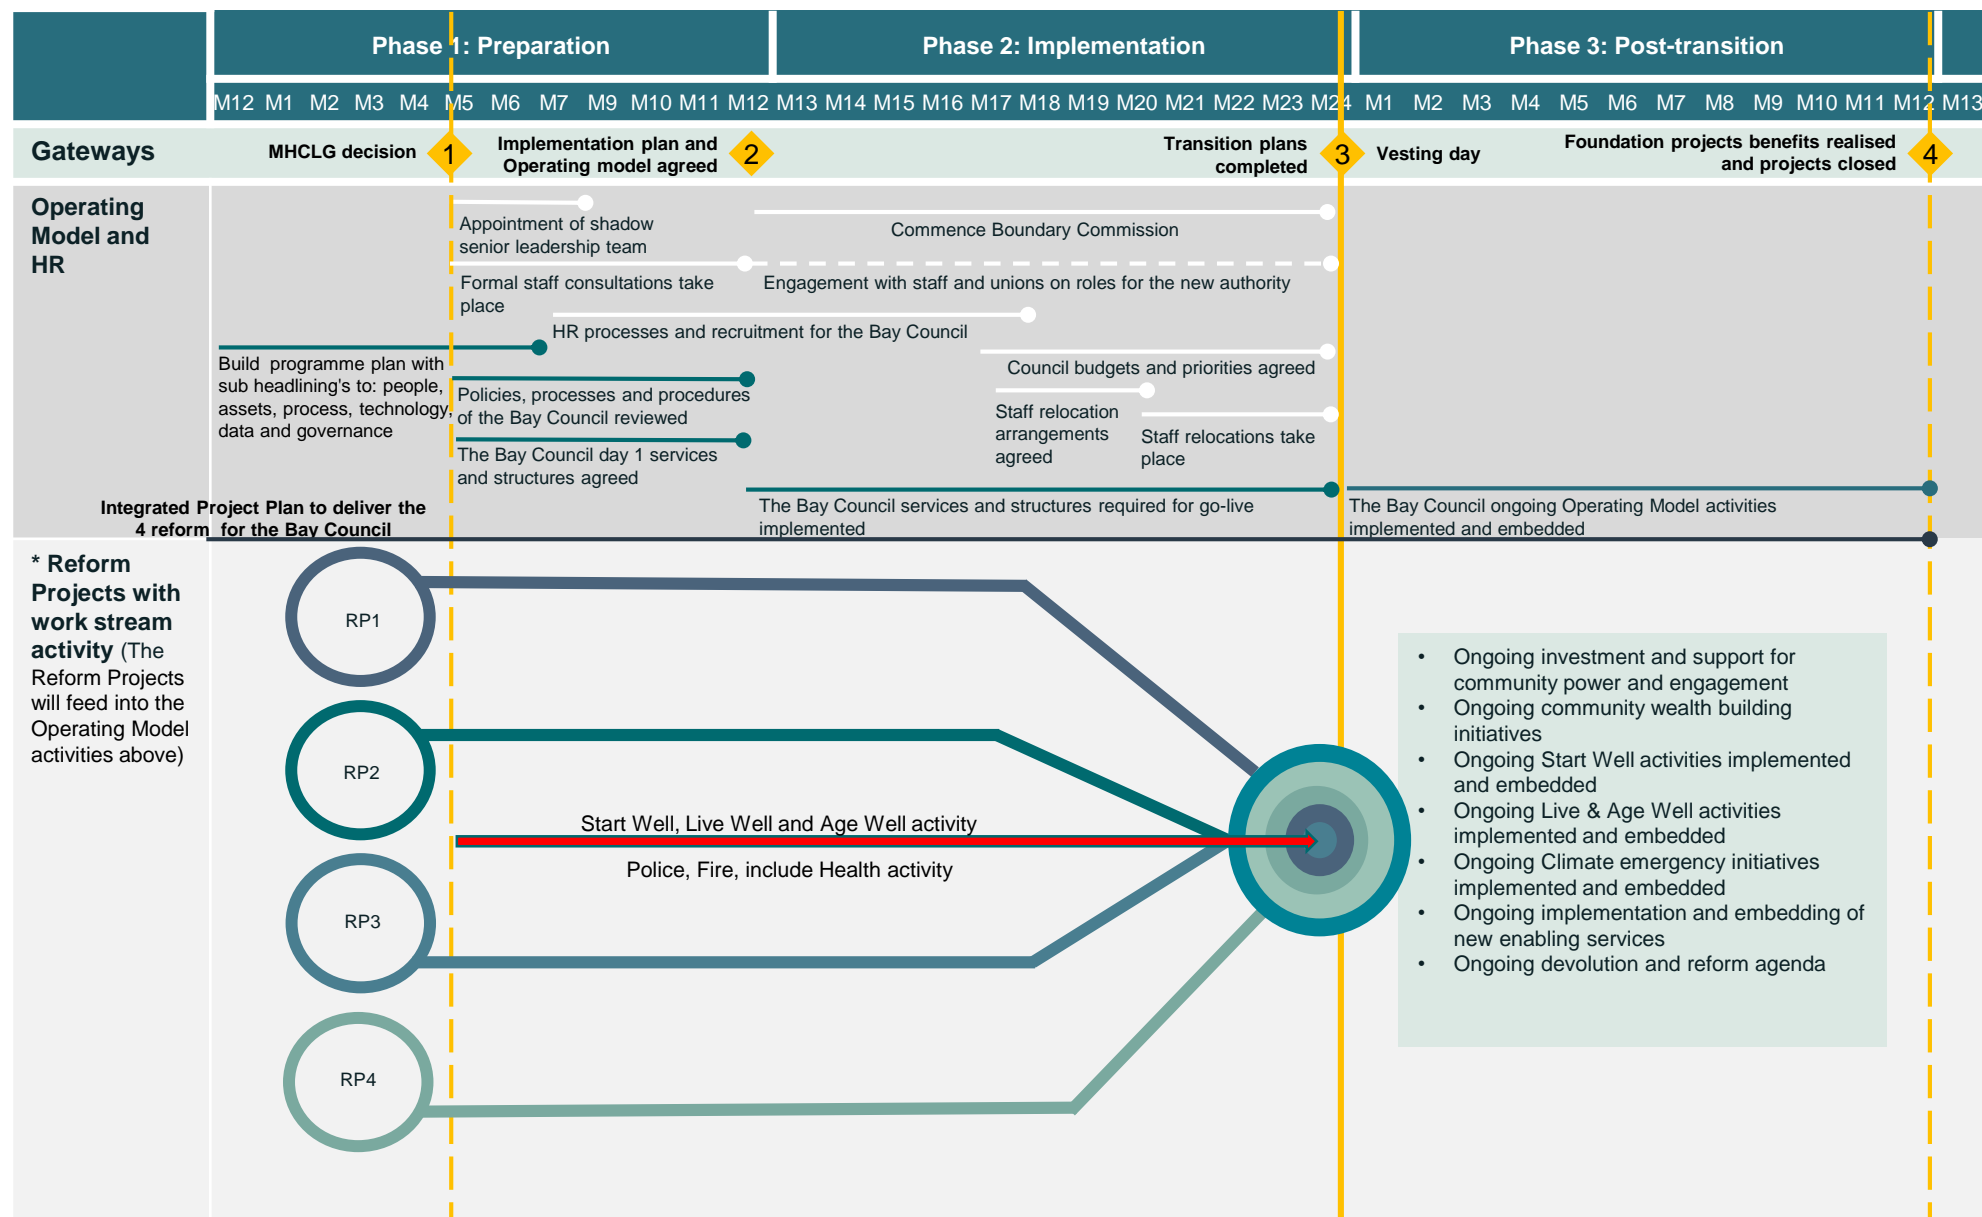 Phase 1: Preparation
Phase 2: Implementation
Phase 3: Post-transition
M12 M1 M2 M3 M4 M5 M6 M7 M9 M10 M11 M12 M13 M14 M15 M16 M17 M18 M19 M20 M21 M22 M23 M24 M1 M2 M3 M4 M5 M6 M7 M8 M9 M10 M11 M12 M13
Gateways
MHCLG decision
1
Implementation plan and
Operating model agreed
2
Transition plans
completed
3
Vesting day
Foundation projects benefits realised
and projects closed
4
Operating
Model and
HR
Appointment of shadow
senior leadership team
Commence Boundary Commission
Formal staff consultations take
place
Engagement with staff and unions on roles for the new authority
HR processes and recruitment for the Bay Council
Build programme plan with
sub headlining's to: people,
assets, process, technology,
data and governance
Council budgets and priorities agreed
Policies, processes and procedures
of the Bay Council reviewed
Staff relocation
arrangements
agreed
Staff relocations take
place
The Bay Council day 1 services
and structures agreed
The Bay Council services and structures required for go-live
implemented
The Bay Council ongoing Operating Model activities
implemented and embedded
Integrated Project Plan to deliver the
4 reform for the Bay Council
* Reform
Projects with
work stream
activity (The
Reform Projects
will feed into the
Operating Model
activities above)
RP1
RP2
Start Well, Live Well and Age Well activity
Police, Fire, include Health activity
RP3
RP4
• Ongoing investment and support for
community power and engagement
• Ongoing community wealth building
initiatives
• Ongoing Start Well activities implemented
and embedded
• Ongoing Live & Age Well activities
implemented and embedded
• Ongoing Climate emergency initiatives
implemented and embedded
• Ongoing implementation and embedding of
new enabling services
• Ongoing devolution and reform agenda